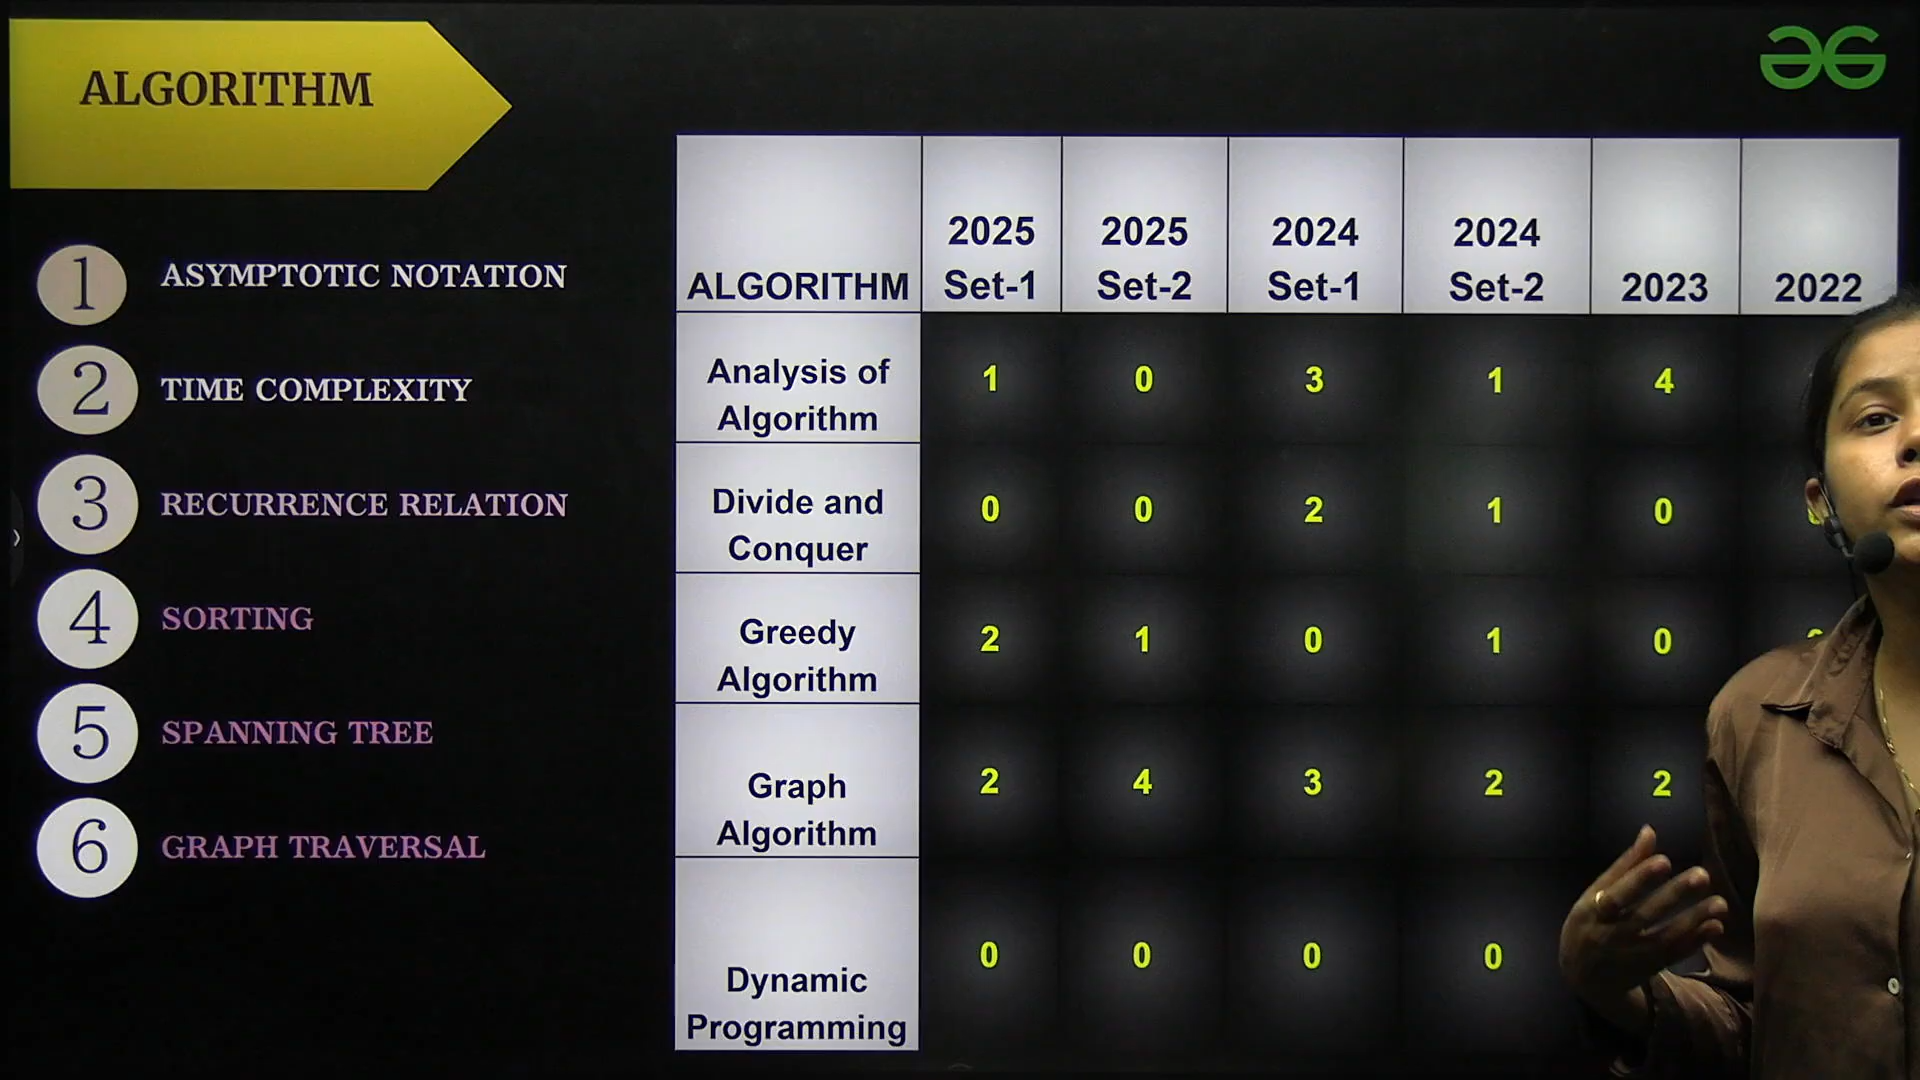 ALGORITHM
1 ASYMPTOTIC NOTATION
2 TIME COMPLEXITY
3 RECURRENCE RELATION
4 SORTING
5 SPANNING TREE
6 GRAPH TRAVERSAL
ALGORITHM 2025 Set-1 2025 Set-2 2024 Set-1 2024 Set-2 2023 2022
Analysis of Algorithm 1 0 3 1 4
Divide and Conquer 0 0 2 1 0
Greedy Algorithm 2 1 0 1 0
Graph Algorithm 2 4 3 2 2
Dynamic Programming 0 0 0 0